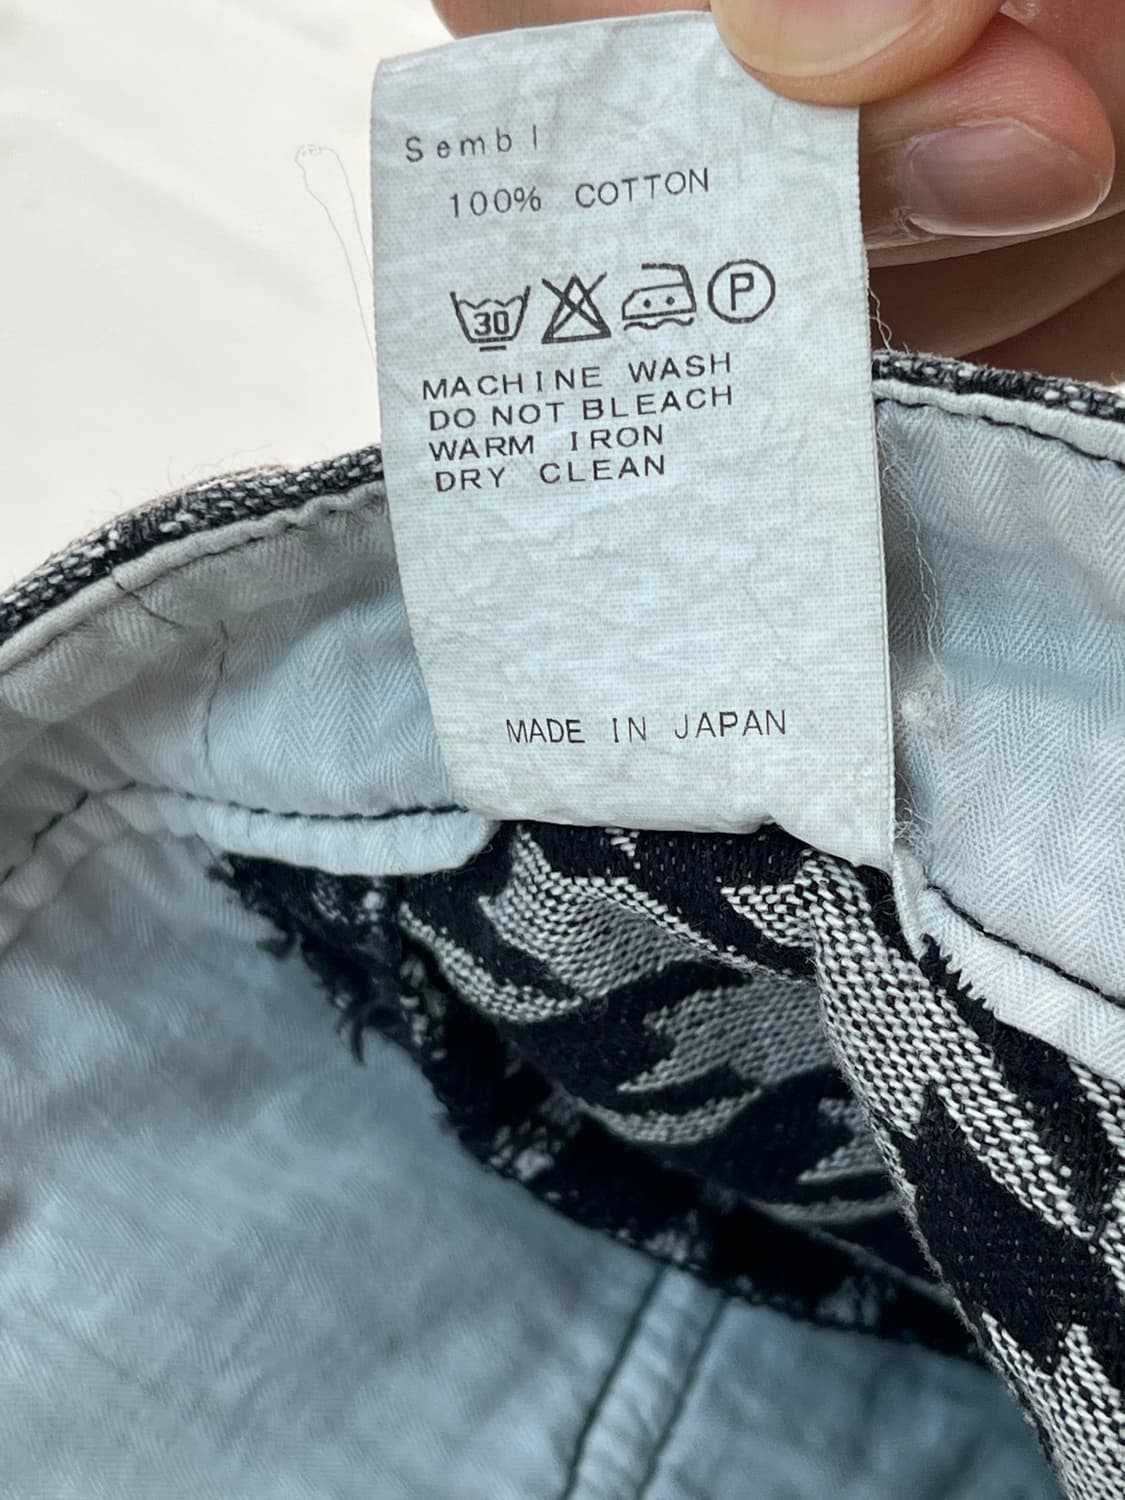 Sembl
100% COTTON
30 P
MACHINE WASH
DO NOT BLEACH
WARM IRON
DRY CLEAN
MADE IN JAPAN